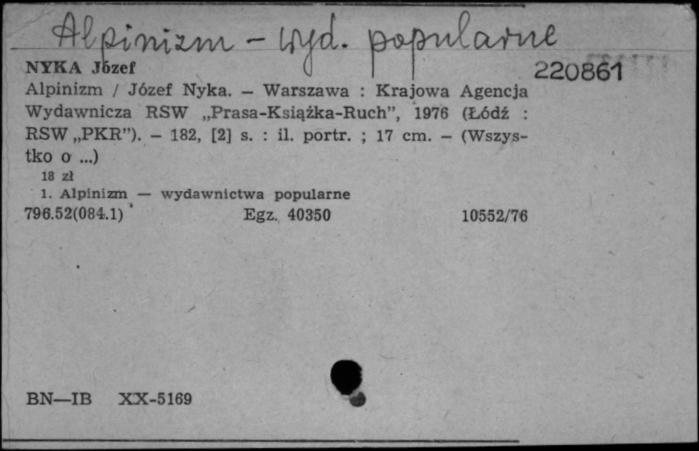 Alpinizm - wyd. popularne
NYKA Józef
220861
Alpinizm / Józef Nyka. — Warszawa : Krajowa Agencja
Wydawnicza RSW „Prasa-Książka-Ruch”, 1976 (Łódź :
RSW „PKR”). — 182, [2] s. : il. portr. ; 17 cm. — (Wszys-
tko o ...)
18 zł
1. Alpinizm — wydawnictwa popularne
796.52(084.1) Egz. 40350 10552/76
BN—IB XX-5169